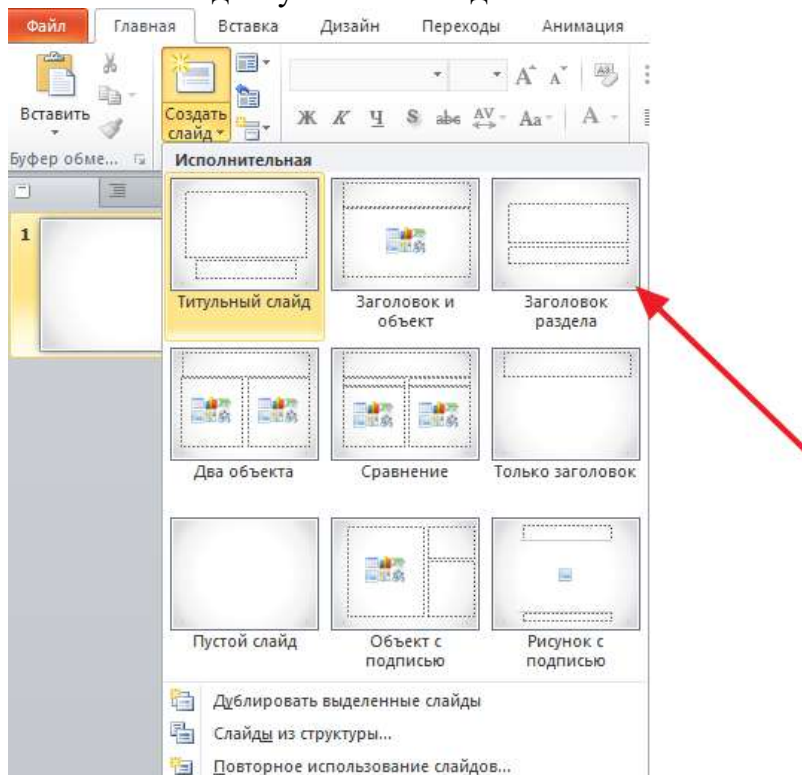 Файл Главная Вставка Дизайн Переходы Анимация
Вставить
Создать слайд
Ж К Ч S abc AV Aa A
Буфер обме...
Исполнительная
1
Титульный слайд
Заголовок и объект
Заголовок раздела
Два объекта
Сравнение
Только заголовок
Пустой слайд
Объект с подписью
Рисунок с подписью
Дублировать выделенные слайды
Слайды из структуры...
Повторное использование слайдов...